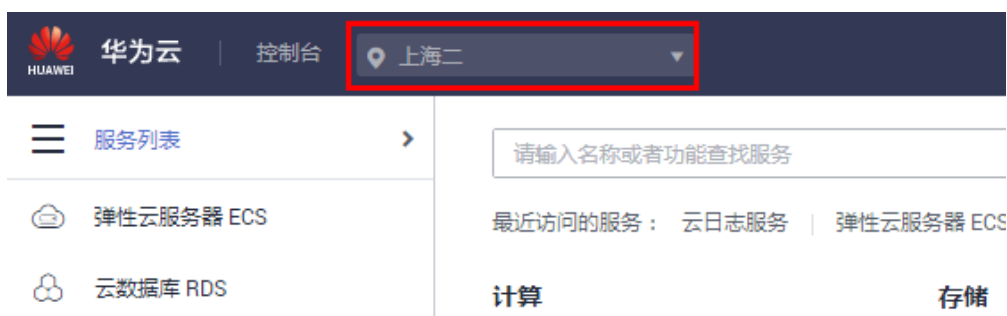 HUAWEI 华为云 控制台 上海二
服务列表
请输入名称或者功能查找服务
弹性云服务器 ECS
最近访问的服务： 云日志服务 弹性云服务器 ECS
云数据库 RDS
计算 存储